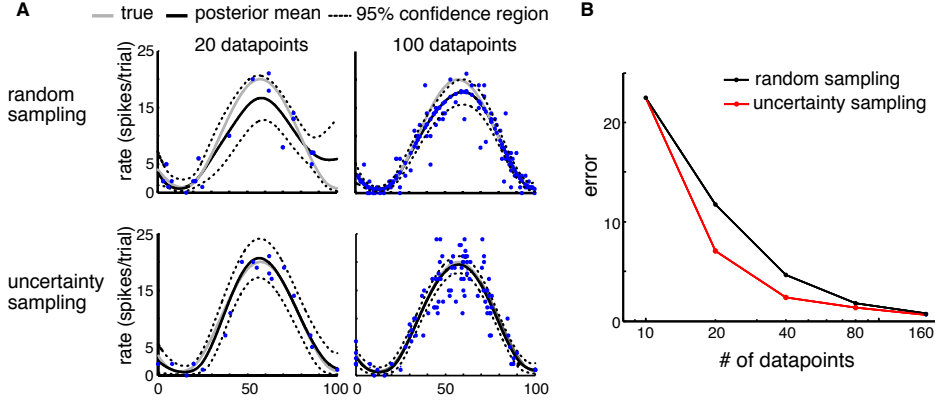 A
true posterior mean 95% confidence region
20 datapoints 100 datapoints
random
sampling
rate (spikes/trial)
25
15
5
0
uncertainty
sampling
rate (spikes/trial)
25
15
5
0
0 50 100 0 50 100
B
random sampling
uncertainty sampling
error
20
10
0
10 20 40 80 160
# of datapoints